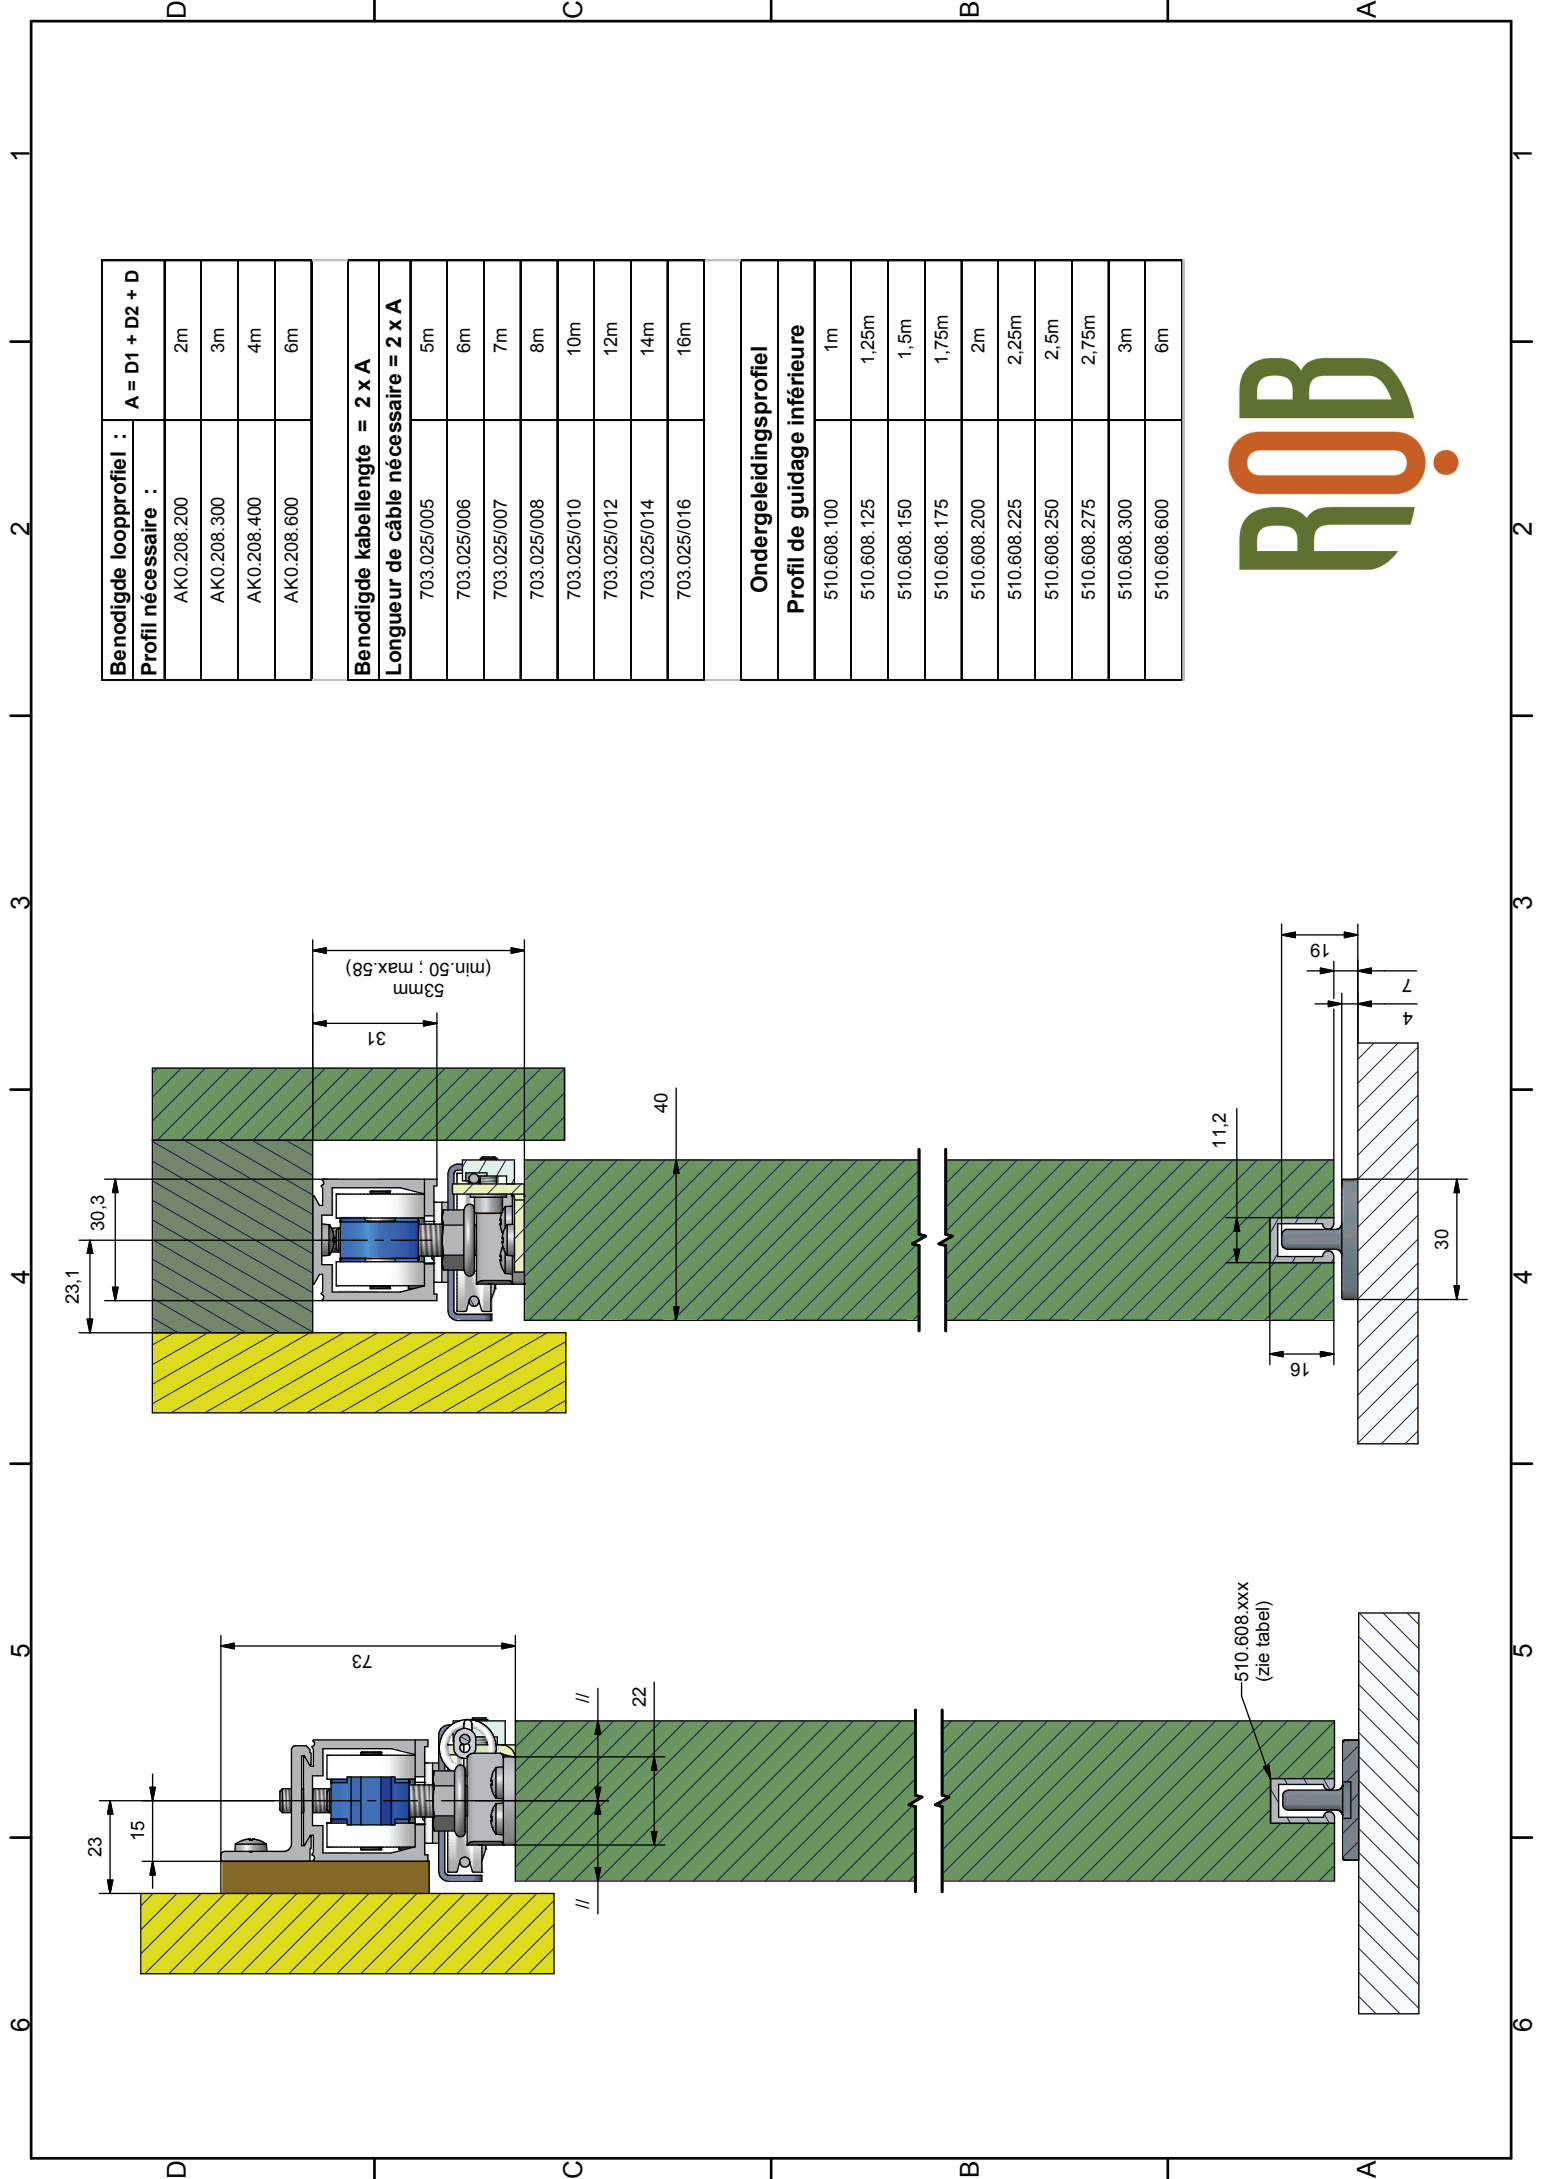 6 5 4 3 2 1
D
C
B
A
23
15
73
//
//
22
510.608.xxx
(zie tabel)
23,1
30,3
31
53mm
(min.50 ; max.58)
40
11,2
16
30
19
7
4
Benodigde loopprofiel :
Profil nécessaire :
A = D1 + D2 + D
AK0.208.200 2m
AK0.208.300 3m
AK0.208.400 4m
AK0.208.600 6m
Benodigde kabellengte = 2 x A
Longueur de câble nécessaire = 2 x A
703.025/005 5m
703.025/006 6m
703.025/007 7m
703.025/008 8m
703.025/010 10m
703.025/012 12m
703.025/014 14m
703.025/016 16m
Ondergeleidingsprofiel
Profil de guidage inférieure
510.608.100 1m
510.608.125 1,25m
510.608.150 1,5m
510.608.175 1,75m
510.608.200 2m
510.608.225 2,25m
510.608.250 2,5m
510.608.275 2,75m
510.608.300 3m
510.608.600 6m
ROB
D
C
B
A
6 5 4 3 2 1